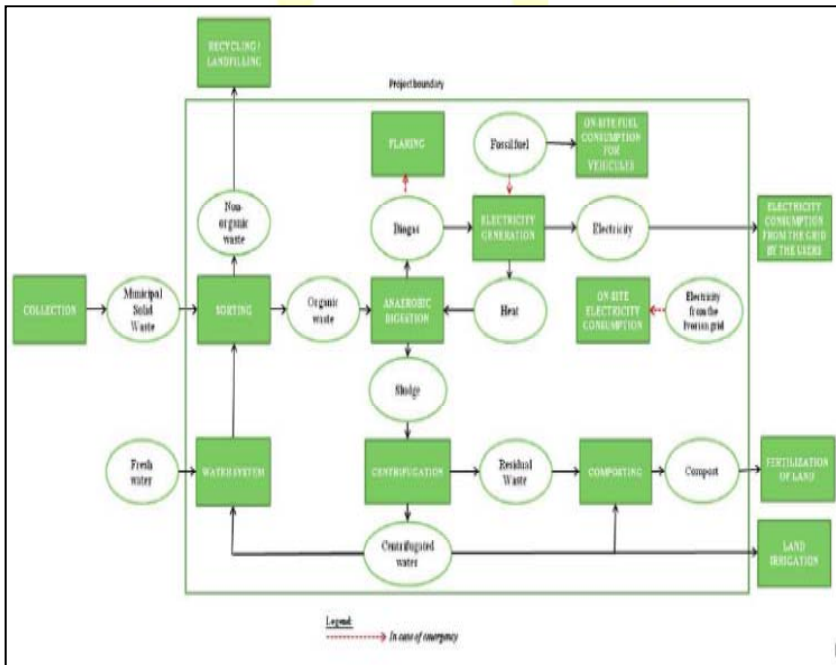 RECYCLING /
LANDFILLING
Project boundary
FLARING
Fossil fuel
ON-SITE FUEL
CONSUMPTION
FOR
VEHICULES
Non-
organic
waste
Biogas
ELECTRICITY
GENERATION
Electricity
ELECTRICITY
CONSUMPTION
FROM THE GRID
BY THE USERS
COLLECTION
Municipal
Solid
Waste
SORTING
Organic
waste
ANAEROBIC
DIGESTION
Heat
ON-SITE
ELECTRICITY
CONSUMPTION
Electricity
from the
Ivorian grid
Sludge
Fresh
water
WATER SYSTEM
CENTRIFUGATION
Residual
Waste
COMPOSTING
Compost
FERTILIZATION
OF LAND
Centrifugated
water
LAND
IRRIGATION
Legend:
In case of emergency